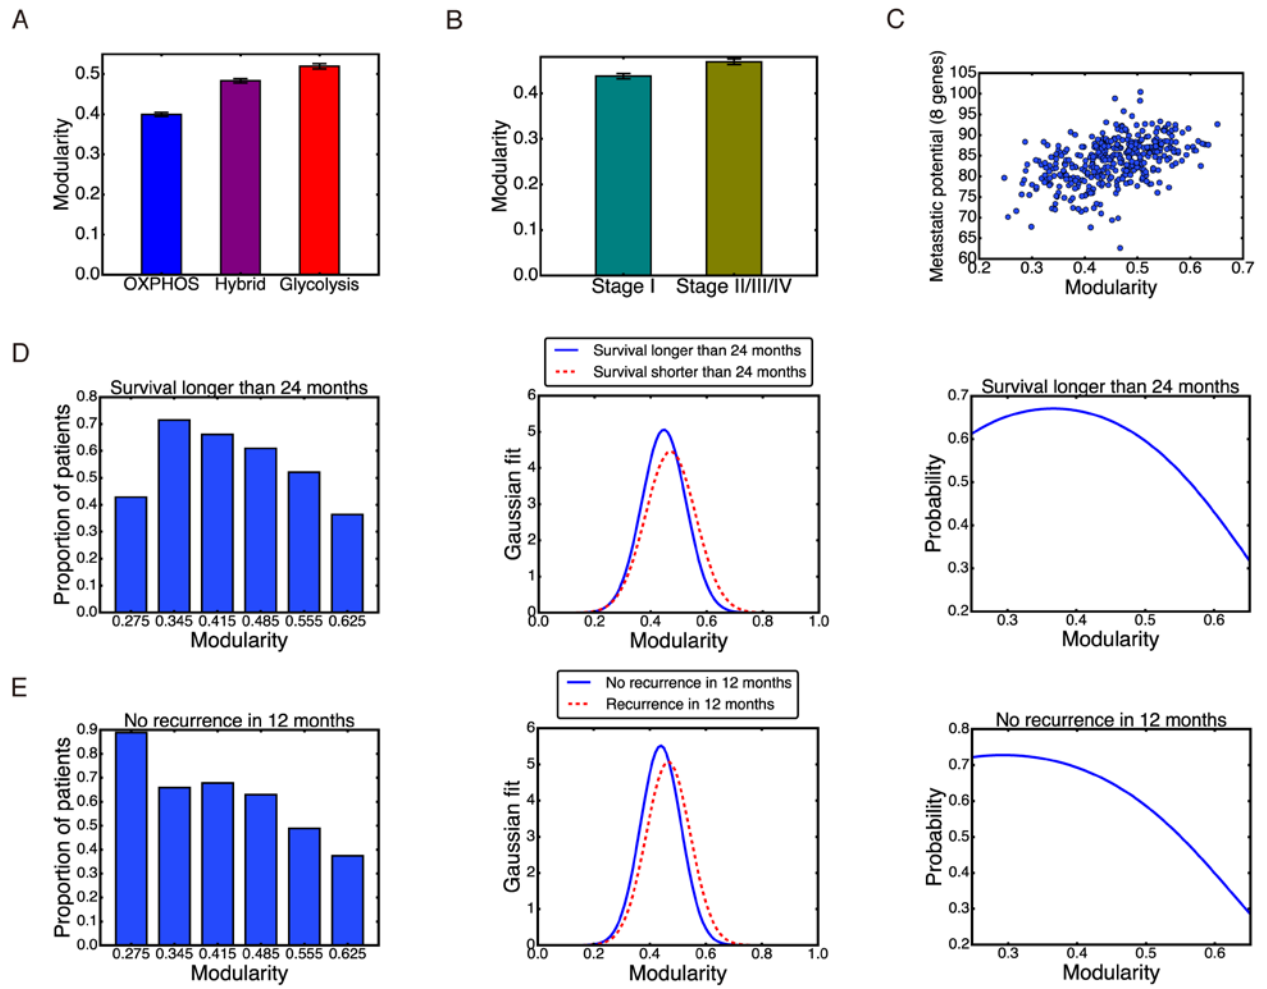 A
B
C
Modularity
0.5
0.4
0.3
0.2
0.1
0.0
OXPHOS Hybrid Glycolysis
Modularity
0.4
0.3
0.2
0.1
0.0
Stage I Stage II/III/IV
Metastatic potential (8 genes)
105
100
95
90
85
80
75
70
65
60
0.2 0.3 0.4 0.5 0.6 0.7
Modularity
D
Survival longer than 24 months
Proportion of patients
0.8
0.7
0.6
0.5
0.4
0.3
0.2
0.1
0.0
0.275 0.345 0.415 0.485 0.555 0.625
Modularity
Survival longer than 24 months
Survival shorter than 24 months
Gaussian fit
6
5
4
3
2
1
0
0.0 0.2 0.4 0.6 0.8 1.0
Modularity
Survival longer than 24 months
Probability
0.7
0.6
0.5
0.4
0.3
0.2
0.3 0.4 0.5 0.6
Modularity
E
No recurrence in 12 months
Proportion of patients
0.9
0.8
0.7
0.6
0.5
0.4
0.3
0.2
0.1
0.0
0.275 0.345 0.415 0.485 0.555 0.625
Modularity
No recurrence in 12 months
Recurrence in 12 months
Gaussian fit
6
5
4
3
2
1
0
0.0 0.2 0.4 0.6 0.8 1.0
Modularity
No recurrence in 12 months
Probability
0.8
0.7
0.6
0.5
0.4
0.3
0.2
0.3 0.4 0.5 0.6
Modularity